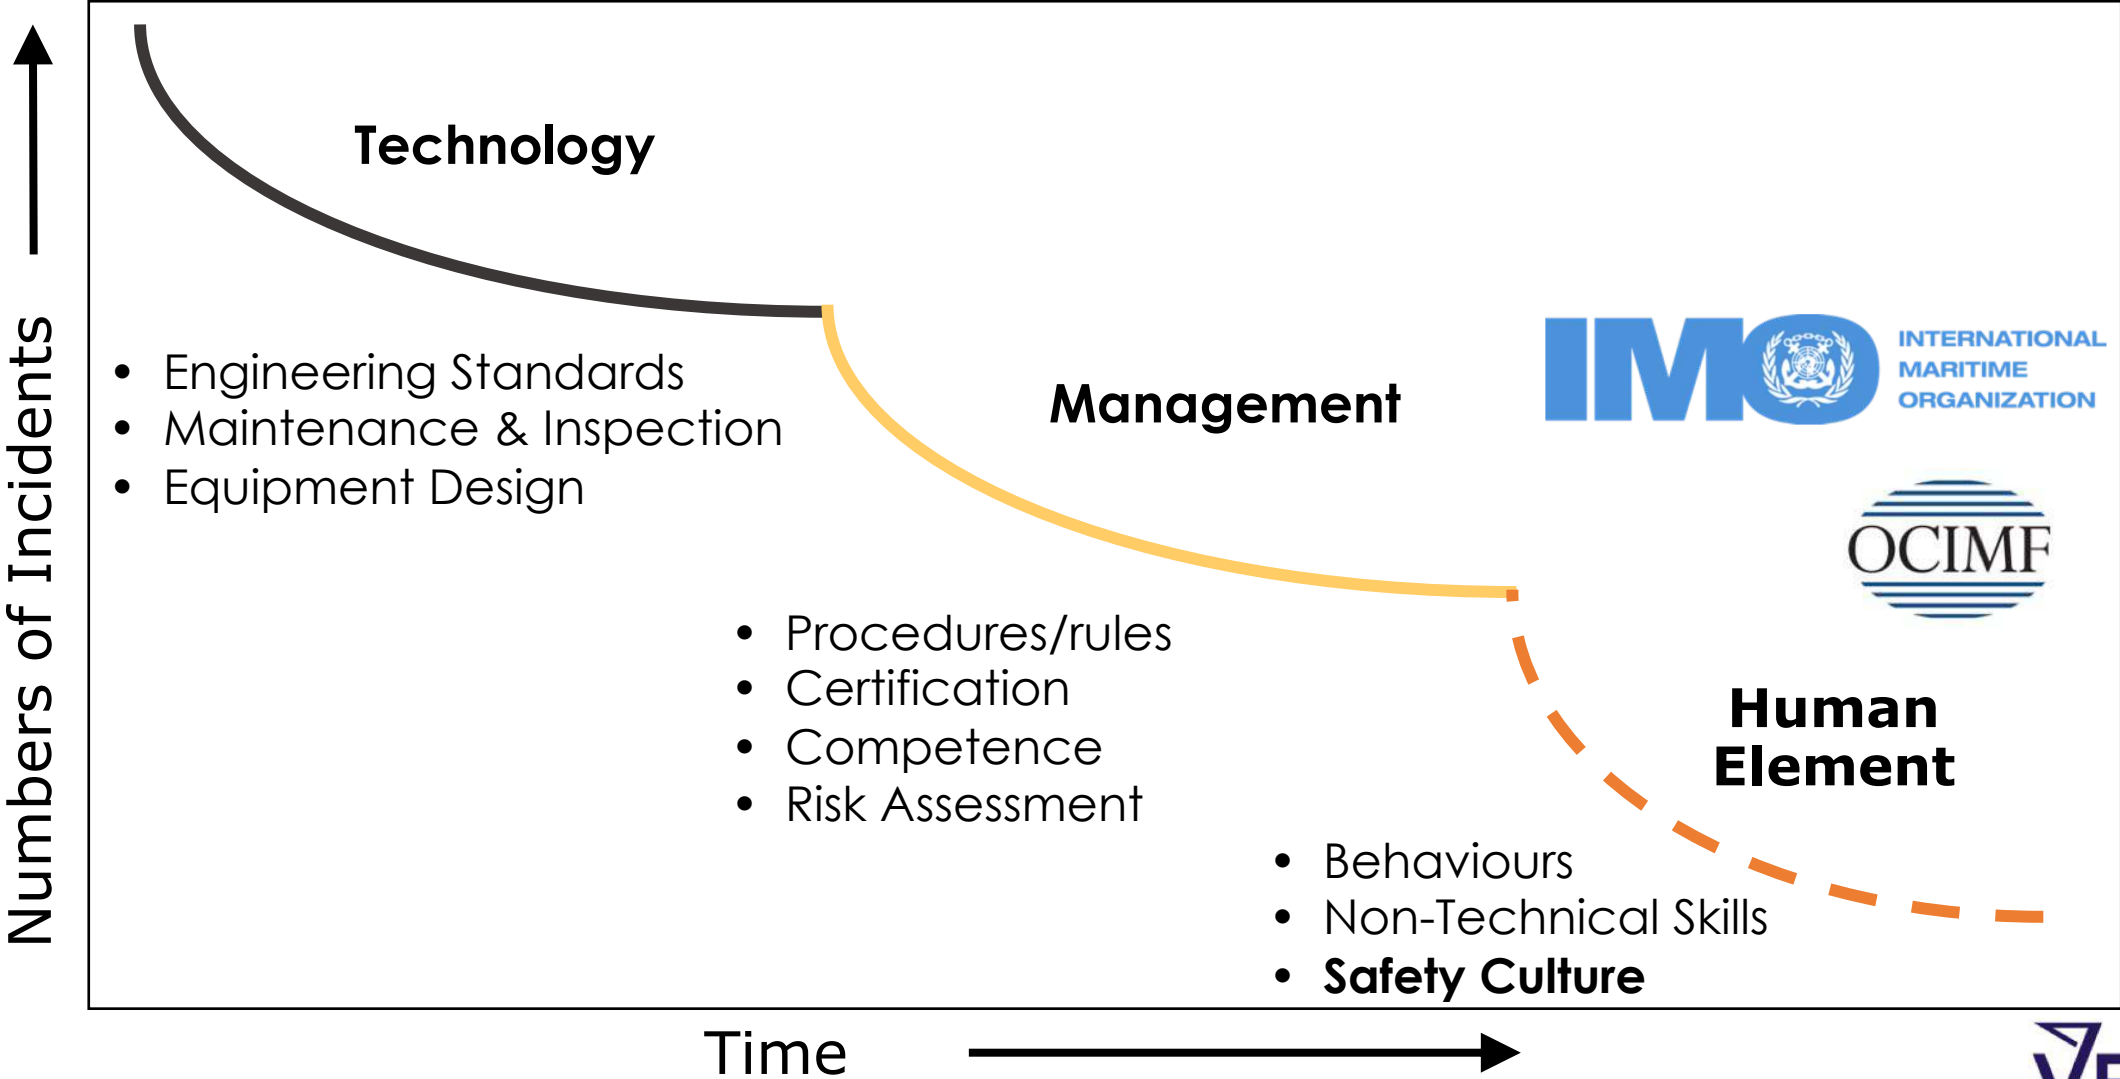 Numbers of Incidents
Technology
• Engineering Standards
• Maintenance & Inspection
• Equipment Design
Management
• Procedures/rules
• Certification
• Competence
• Risk Assessment
IMO
INTERNATIONAL
MARITIME
ORGANIZATION
OCIMF
Human
Element
• Behaviours
• Non-Technical Skills
• Safety Culture
Time